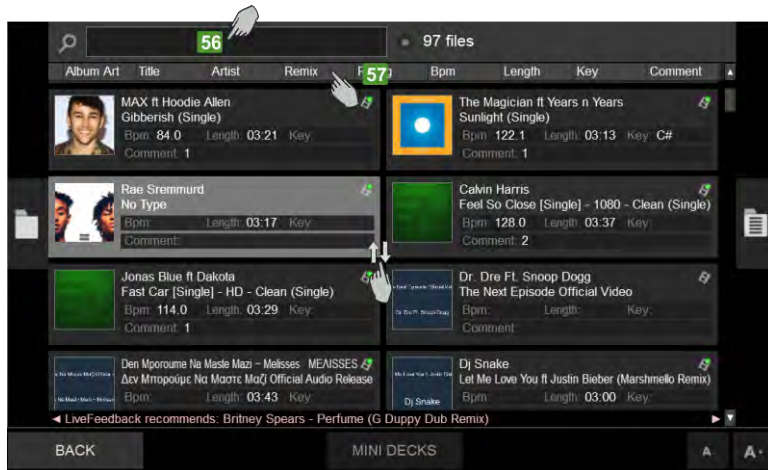 56
97 files
Album Art Title Artist Remix 57 g Bpm Length Key Comment
MAX ft Hoodie Allen
Gibberish (Single)
Bpm: 84.0 Length: 03:21 Key:
Comment: 1
The Magician ft Years n Years
Sunlight (Single)
Bpm: 122.1 Length: 03:13 Key: C#
Comment: 1
Rae Sremmurd
No Type
Bpm: Length: 03:17 Key:
Comment:
Calvin Harris
Feel So Close [Single] - 1080 - Clean (Single)
Bpm: 128.0 Length: 03:37 Key:
Comment: 2
Jonas Blue ft Dakota
Fast Car [Single] - HD - Clean (Single)
Bpm: 114.0 Length: 03:29 Key:
Comment: 1
Dr. Dre Ft. Snoop Dogg
The Next Episode Official Video
Bpm: Length: Key:
Comment:
Den Mporoume Na Maste Mazi ~ Melisses ΜΕΛISSES
Δεν Μπορούμε Να Μαστε Μαζί Official Audio Release
Bpm: Length: 03:43 Key:
Dj Snake
Dj Snake
Let Me Love You ft Justin Bieber (Marshmello Remix)
Bpm: Length: 03:00 Key:
◄ LiveFeedback recommends: Britney Spears - Perfume (G Duppy Dub Remix) ►
BACK MINI DECKS A A+